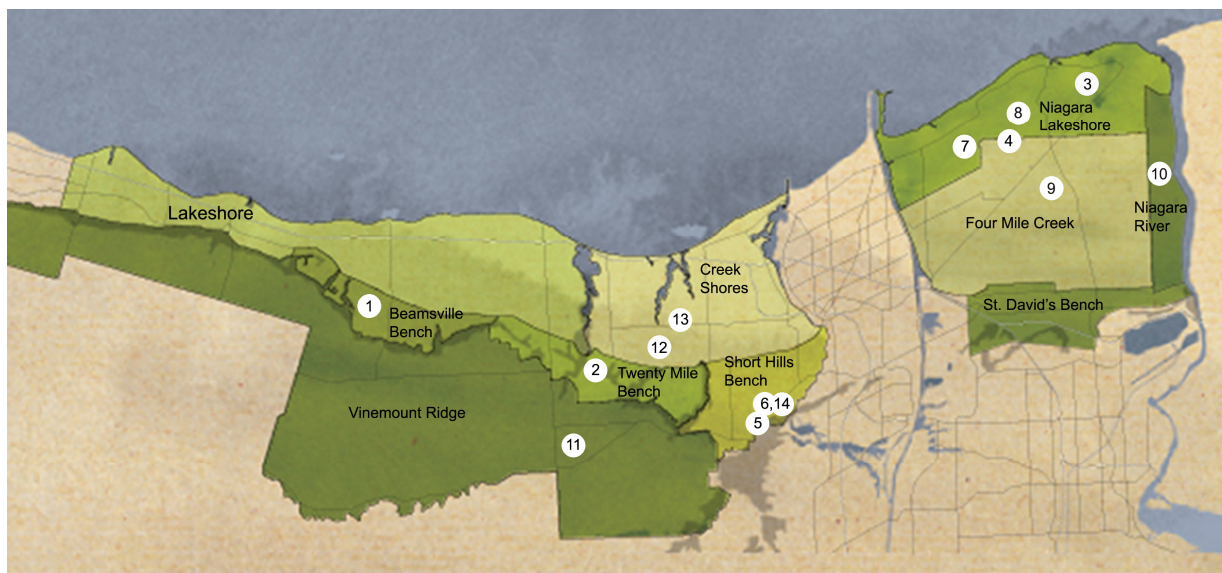 3
8
Niagara
Lakeshore
7
4
10
9
Niagara
River
Four Mile Creek
Lakeshore
Creek
Shores
St. David's Bench
1
Beamsville
Bench
13
12
2
Twenty Mile
Bench
Short Hills
Bench
6,14
5
Vinemount Ridge
11